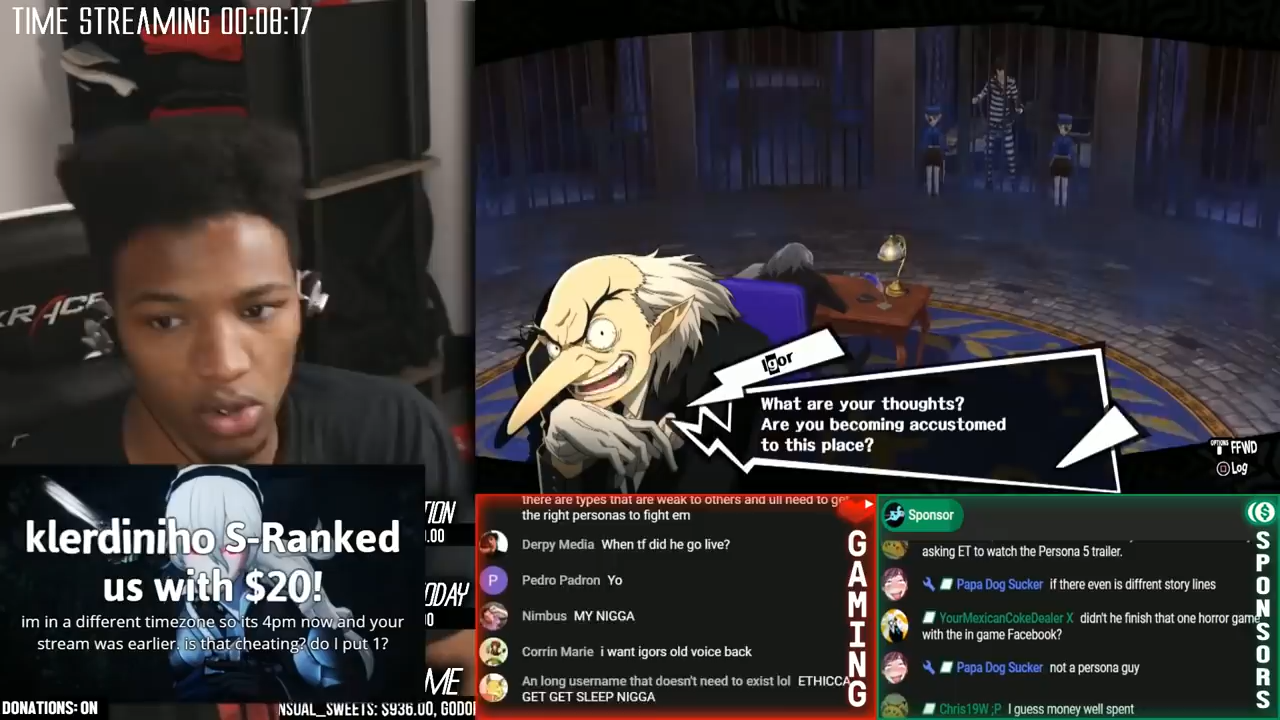 TIME STREAMING 00:08:17
klerdiniho S-Ranked
us with $20!
im in a different timezone so its 4pm now and your
stream was earlier. is that cheating? do I put 1?
DONATIONS: ON
NSUAL_SWEETS: $936.00, GODO
Igor
What are your thoughts?
Are you becoming accustomed
to this place?
OPTIONS FFWD
Log
there are types that are weak to others and ull need to get
the right personas to fight em
Derpy Media When tf did he go live?
P Pedro Padron Yo
Nimbus MY NIGGA
Corrin Marie i want igors old voice back
An long username that doesn't need to exist lol ETHICCA
GET GET SLEEP NIGGA
GAMING
Sponsor
asking ET to watch the Persona 5 trailer.
Papa Dog Sucker if there even is diffrent story lines
YourMexicanCokeDealer X didn't he finish that one horror game
with the in game Facebook?
Papa Dog Sucker not a persona guy
Chris19W ;P I guess money well spent
SPONSORS